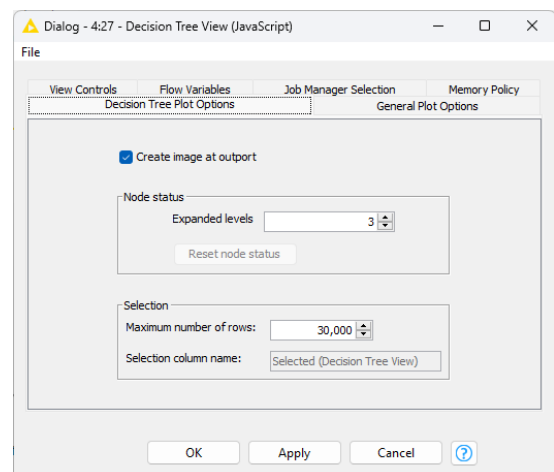 Dialog - 4:27 - Decision Tree View (JavaScript)
File
View Controls Flow Variables Job Manager Selection Memory Policy
Decision Tree Plot Options General Plot Options
Create image at outport
Node status
Expanded levels 3
Reset node status
Selection
Maximum number of rows: 30,000
Selection column name: Selected (Decision Tree View)
OK Apply Cancel ?